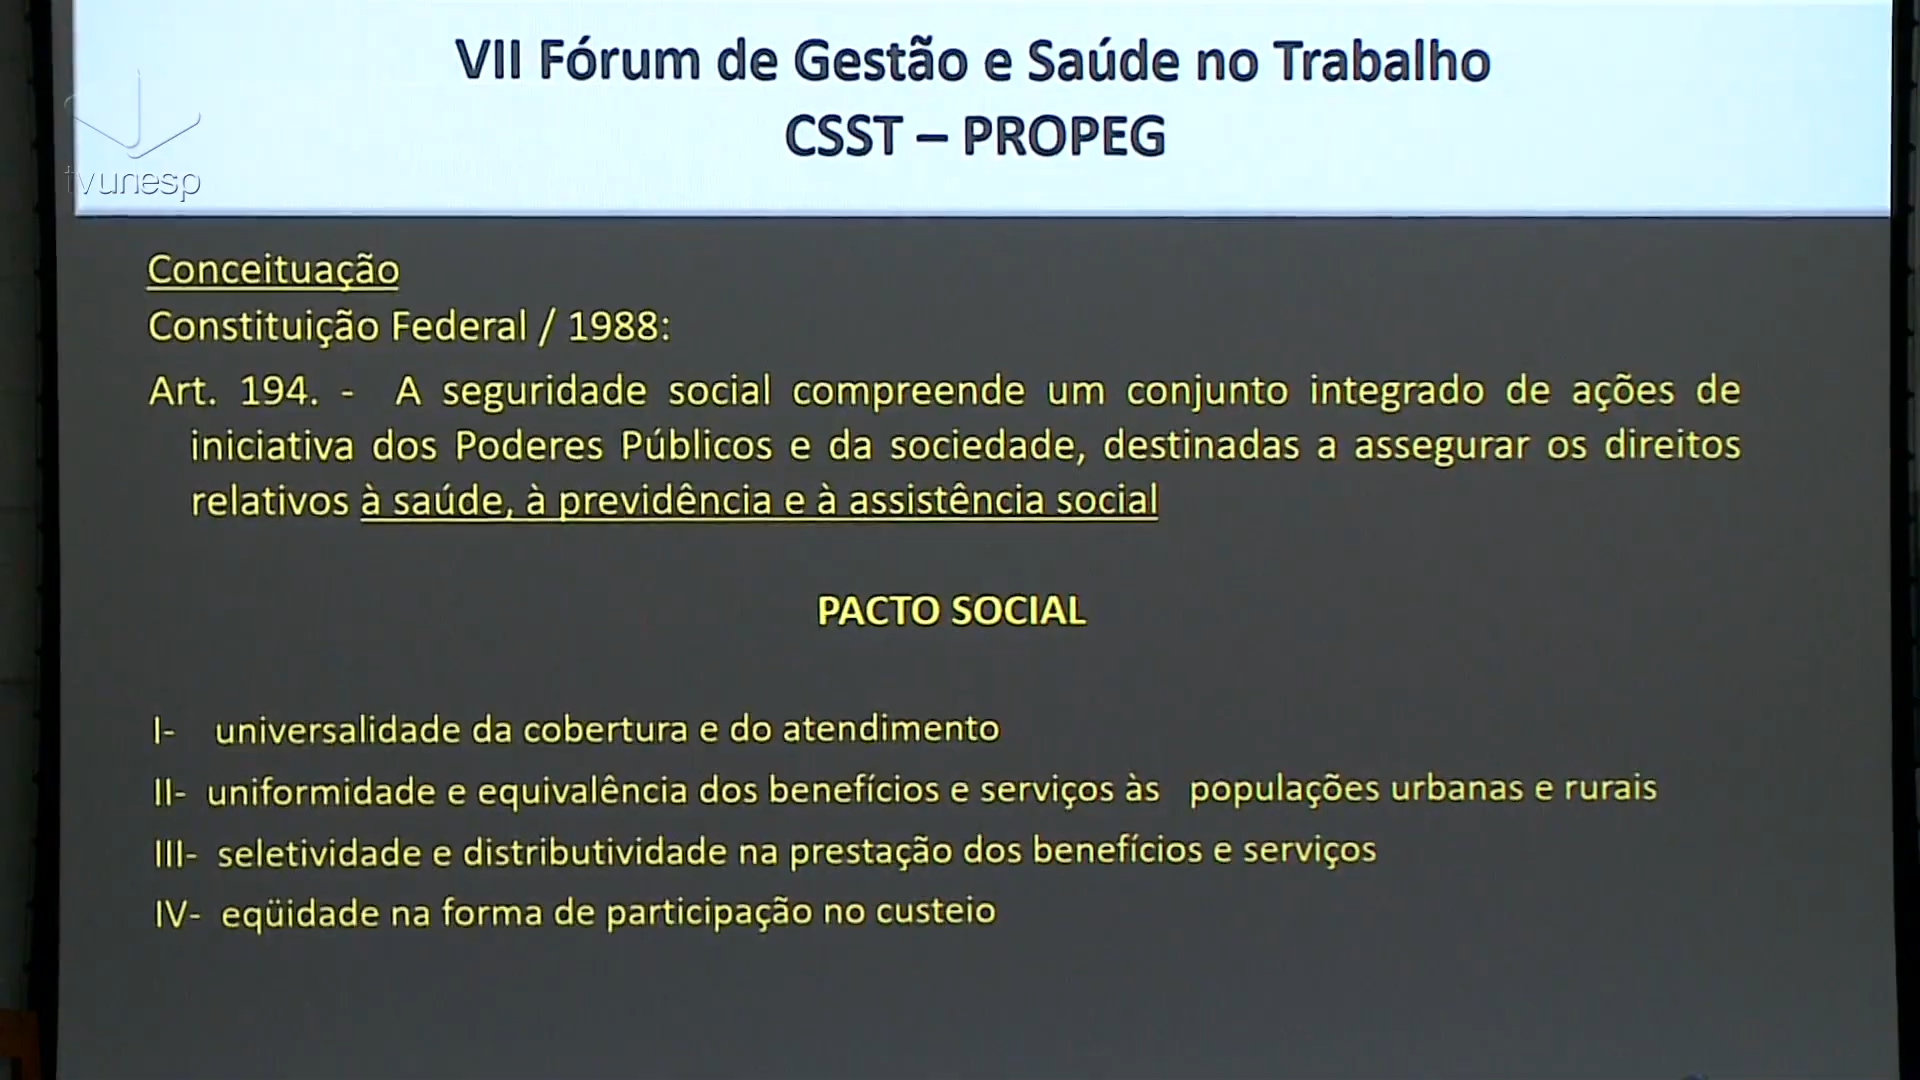 VII Fórum de Gestão e Saúde no Trabalho
CSST – PROPEG
tvunesp
Conceituação
Constituição Federal / 1988:
Art. 194. - A seguridade social compreende um conjunto integrado de ações de
iniciativa dos Poderes Públicos e da sociedade, destinadas a assegurar os direitos
relativos à saúde, à previdência e à assistência social
PACTO SOCIAL
I- universalidade da cobertura e do atendimento
II- uniformidade e equivalência dos benefícios e serviços às populações urbanas e rurais
III- seletividade e distributividade na prestação dos benefícios e serviços
IV- eqüidade na forma de participação no custeio